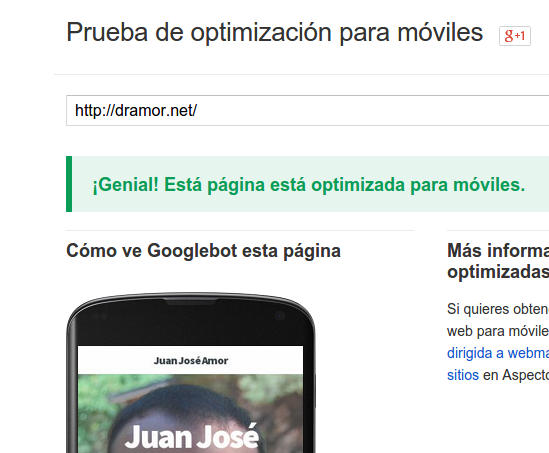 Prueba de optimización para móviles
g+1
http://dramor.net/
¡Genial! Está página está optimizada para móviles.
Cómo ve Googlebot esta página
Juan José Amor
Juan José
Más informa
optimizadas
Si quieres obten
web para móvile
dirigida a webma
sitios en Aspecto